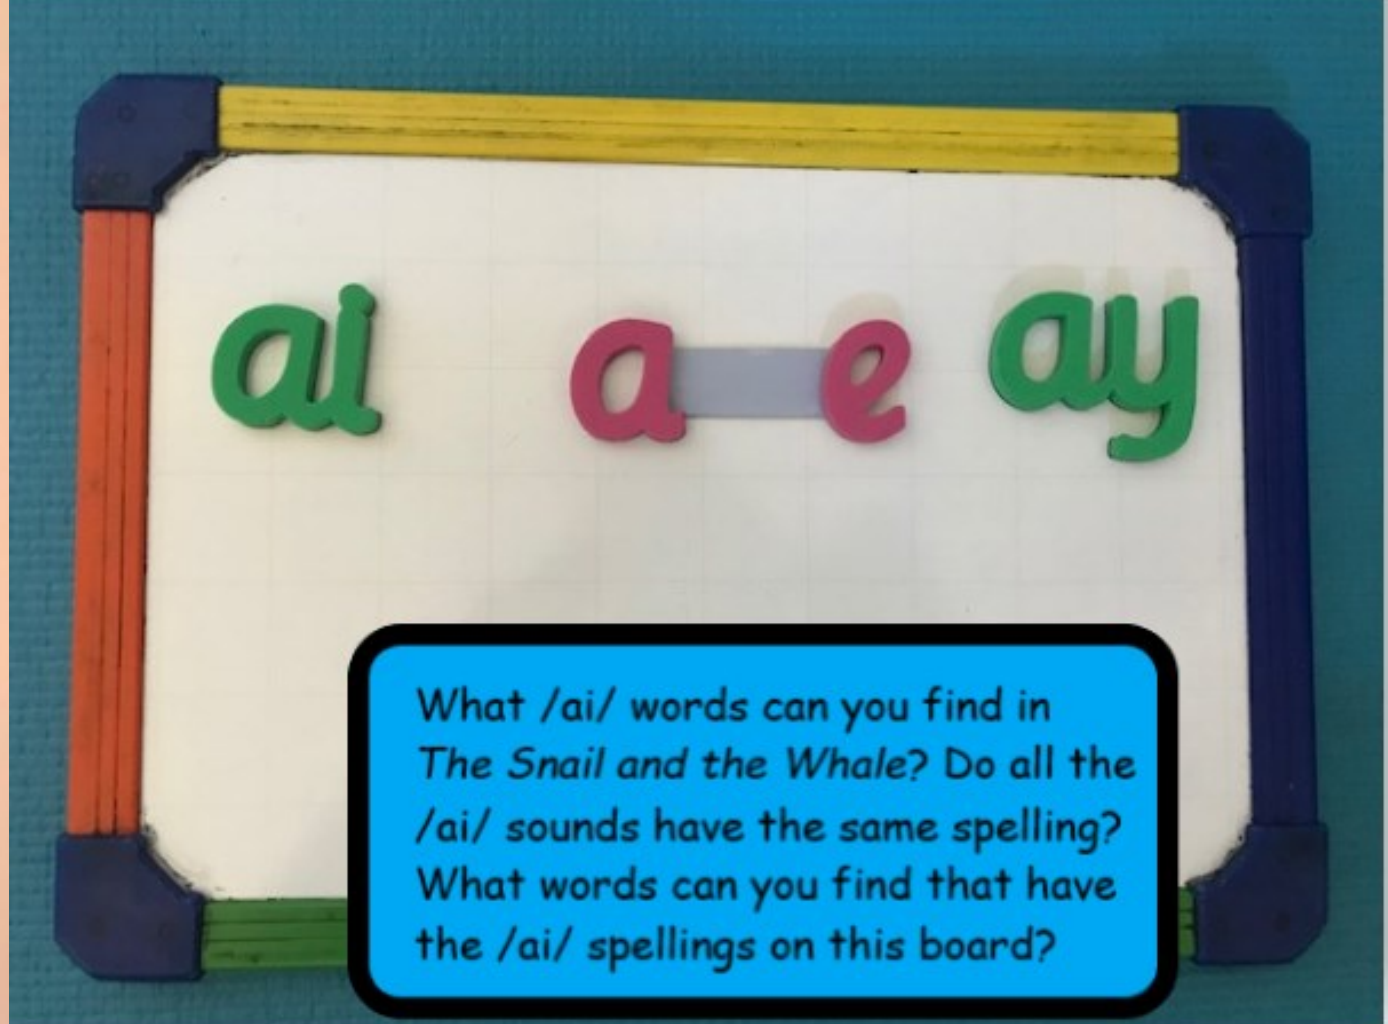 ai a e ay
What /ai/ words can you find in
The Snail and the Whale? Do all the
/ai/ sounds have the same spelling?
What words can you find that have
the /ai/ spellings on this board?